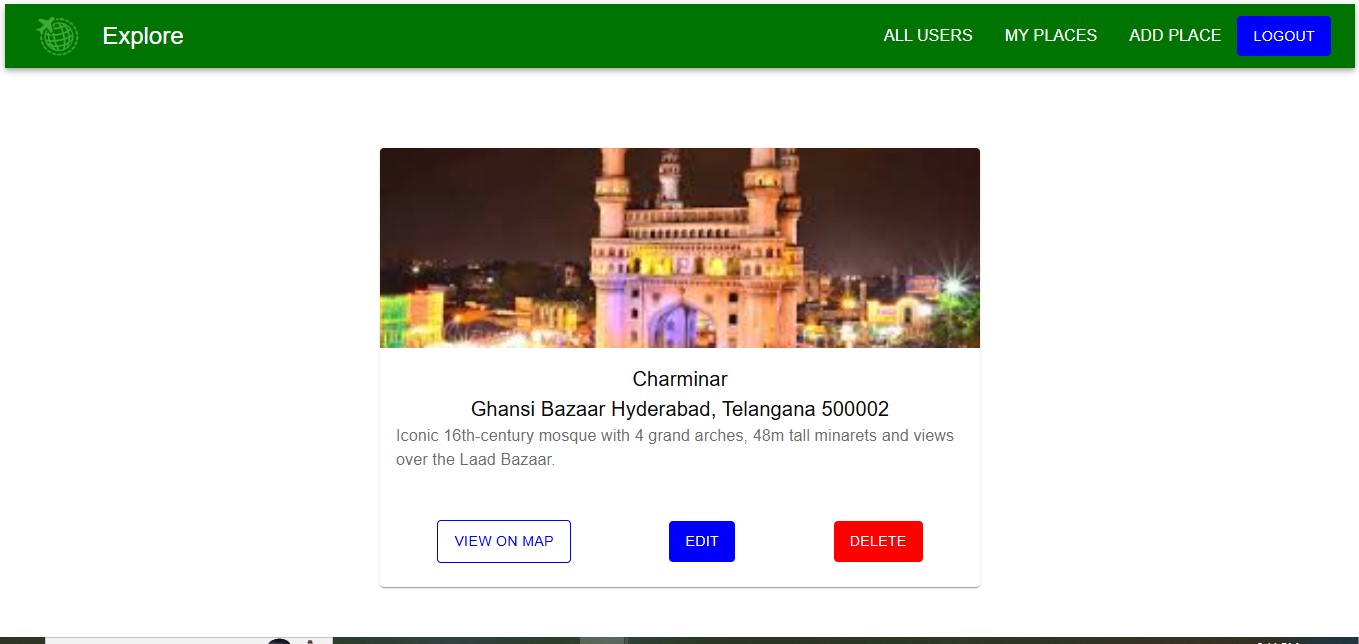 Explore
ALL USERS MY PLACES ADD PLACE LOGOUT
Charminar
Ghansi Bazaar Hyderabad, Telangana 500002
Iconic 16th-century mosque with 4 grand arches, 48m tall minarets and views
over the Laad Bazaar.
VIEW ON MAP EDIT DELETE